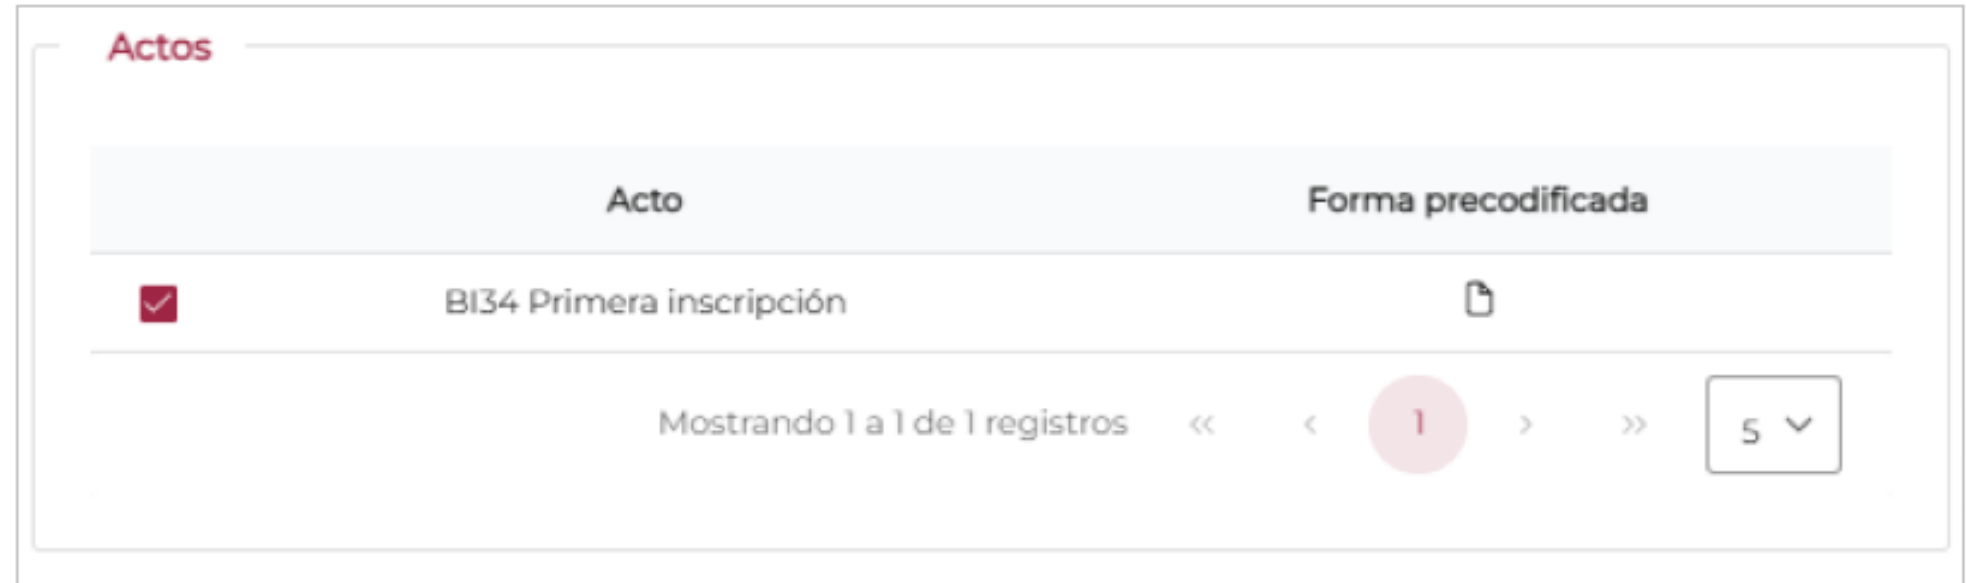 Actos
Acto Forma precodificada
BI34 Primera inscripción
Mostrando 1 a 1 de 1 registros « ‹ 1 › » 5